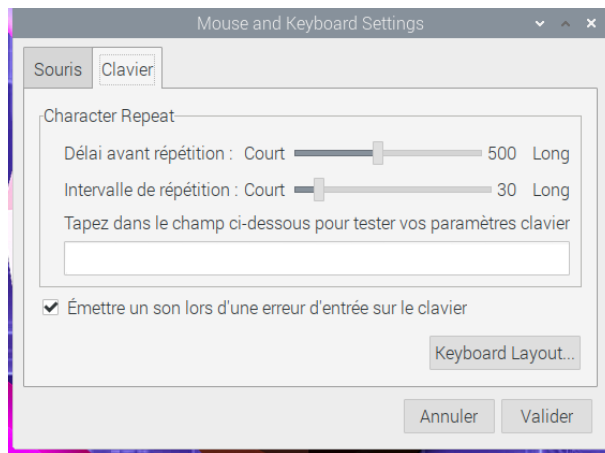 Mouse and Keyboard Settings
Souris Clavier
Character Repeat
Délai avant répétition : Court 500 Long
Intervalle de répétition : Court 30 Long
Tapez dans le champ ci-dessous pour tester vos paramètres clavier
Émettre un son lors d'une erreur d'entrée sur le clavier
Keyboard Layout...
Annuler Valider